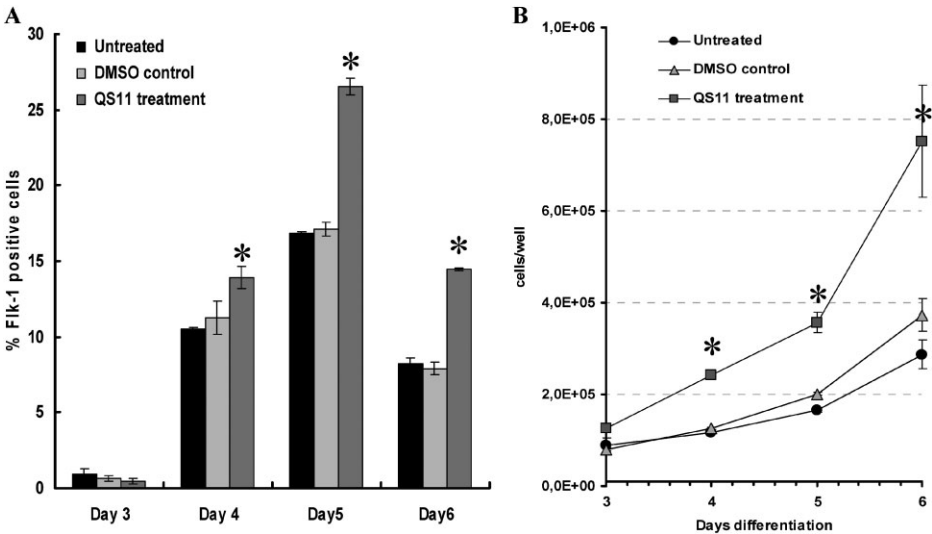 A
30
25
20
15
10
5
0
% Flk-1 positive cells
Untreated
DMSO control
QS11 treatment
*
*
*
Day 3
Day 4
Day5
Day6
B
1,0E+06
8,0E+05
6,0E+05
4,0E+05
2,0E+05
0,0E+00
cells/well
Untreated
DMSO control
QS11 treatment
*
*
*
3
4
5
6
Days differentiation